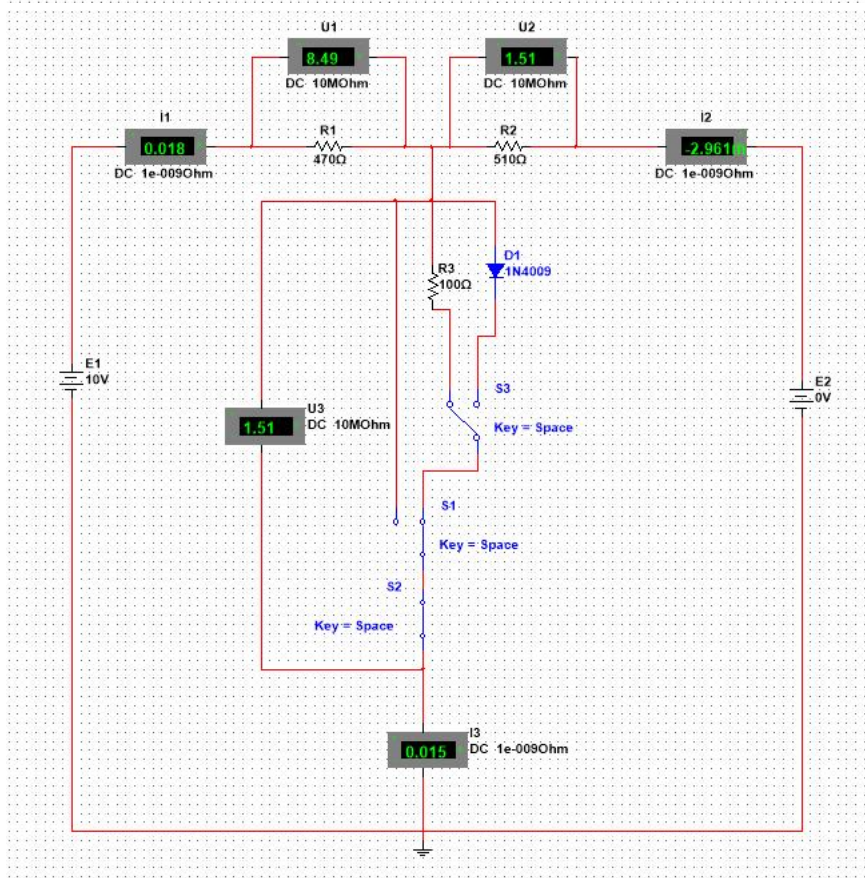 U1
8.49
DC 10MOhm
U2
1.51
DC 10MOhm
I1
0.018
DC 1e-009Ohm
R1
470Ω
R2
510Ω
I2
-2.961m
DC 1e-009Ohm
R3
100Ω
D1
1N4009
E1
10V
S3
Key = Space
E2
0V
U3
1.51
DC 10MOhm
S1
Key = Space
S2
Key = Space
I3
0.015
DC 1e-009Ohm